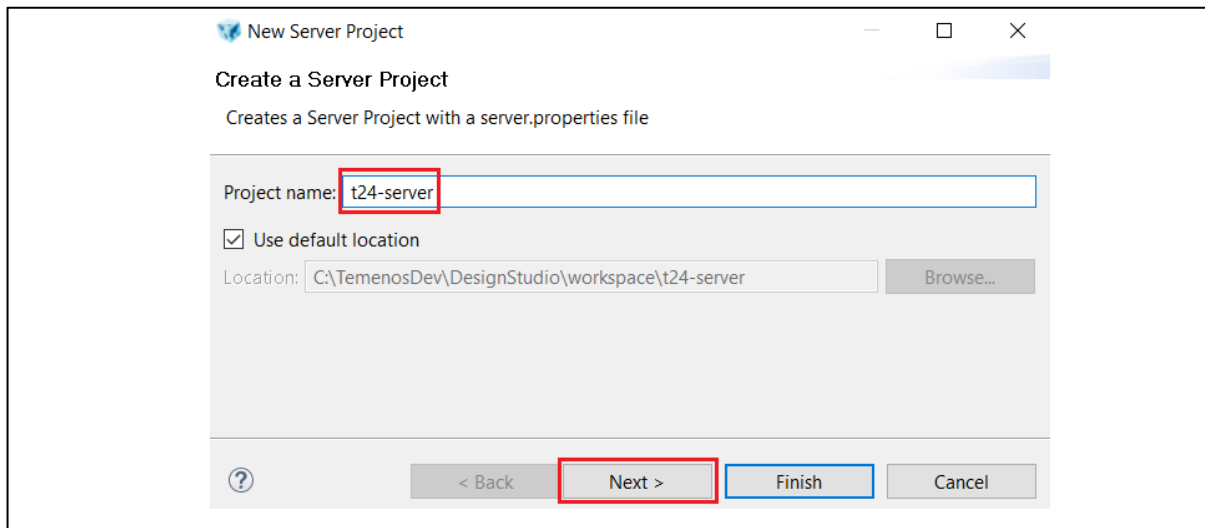 New Server Project
Create a Server Project
Creates a Server Project with a server.properties file
Project name: t24-server
Use default location
Location: C:\TemenosDev\DesignStudio\workspace\t24-server Browse...
< Back Next > Finish Cancel